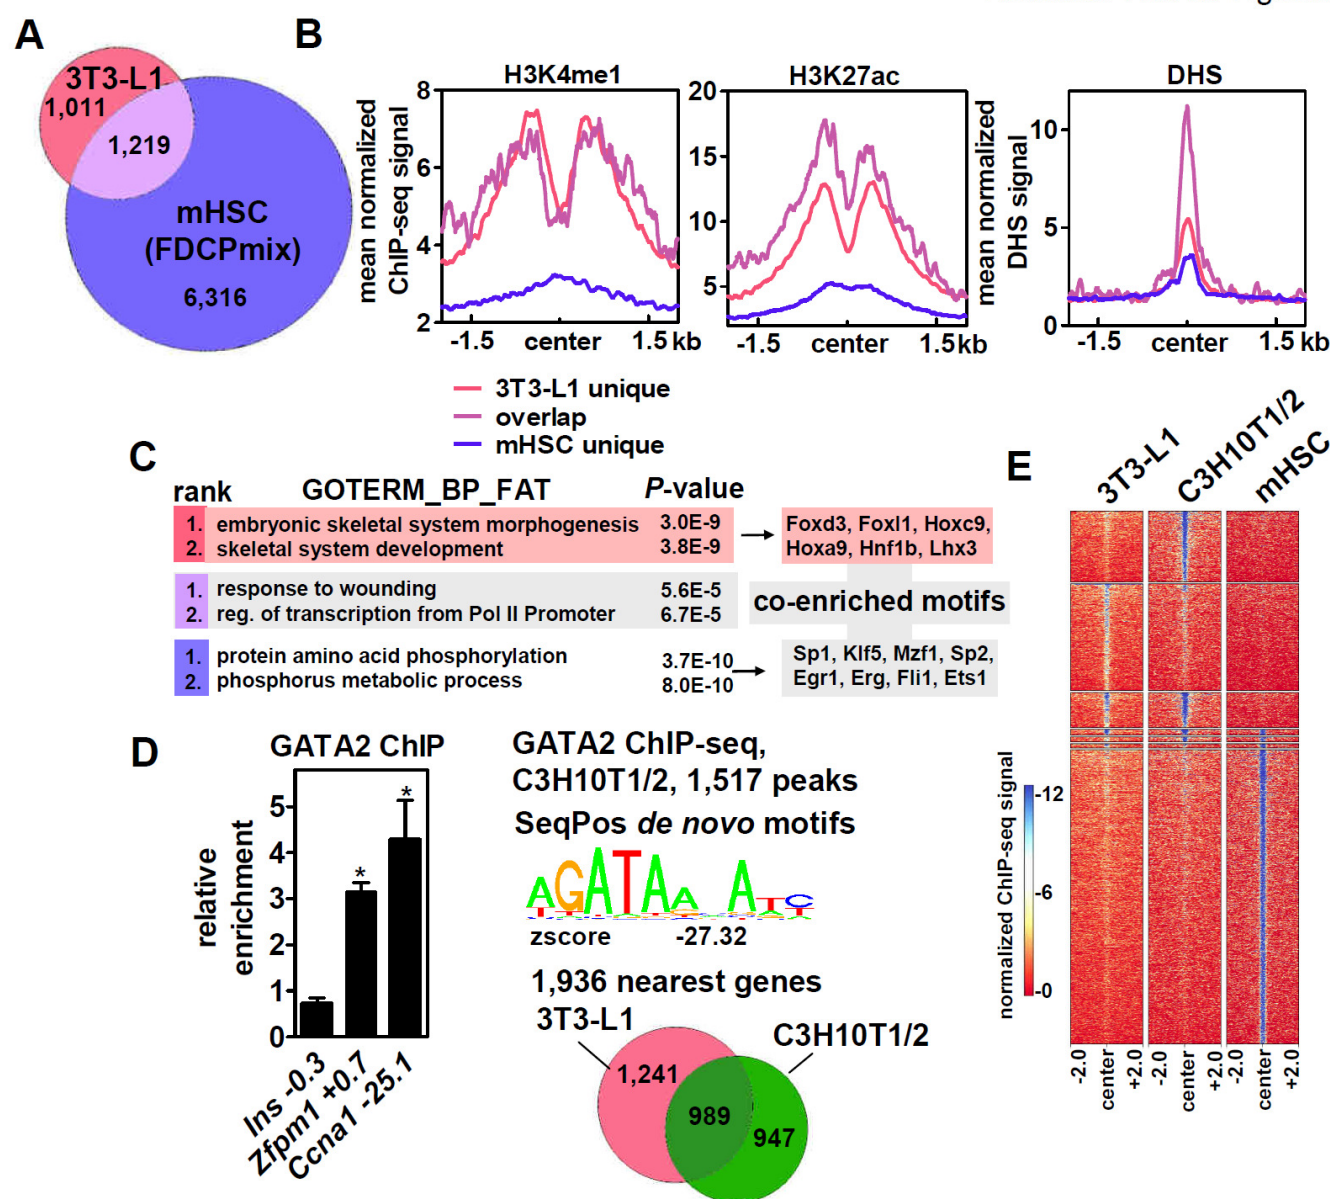 A
3T3-L1
1,011
1,219
mHSC
(FDCPmix)
6,316
B
H3K4me1
mean normalized
ChIP-seq signal
8
6
4
2
-1.5 center 1.5 kb
H3K27ac
20
15
10
5
-1.5 center 1.5kb
DHS
mean normalized
DHS signal
10
5
0
-1.5 center 1.5 kb
3T3-L1 unique
overlap
mHSC unique
C
rank GOTERM_BP_FAT P-value
1. embryonic skeletal system morphogenesis 3.0E-9
2. skeletal system development 3.8E-9
Foxd3, Foxl1, Hoxc9,
Hoxa9, Hnf1b, Lhx3
1. response to wounding 5.6E-5
2. reg. of transcription from Pol II Promoter 6.7E-5
co-enriched motifs
1. protein amino acid phosphorylation 3.7E-10
2. phosphorus metabolic process 8.0E-10
Sp1, Klf5, Mzf1, Sp2,
Egr1, Erg, Fli1, Ets1
D
GATA2 ChIP
relative
enrichment
5
4
3
2
1
0
* *
Ins -0.3
Zfpm1 +0.7
Ccna1 -25.1
GATA2 ChIP-seq,
C3H10T1/2, 1,517 peaks
SeqPos de novo motifs
AGATAA ATC
zscore -27.32
1,936 nearest genes
3T3-L1
C3H10T1/2
1,241
989
947
E
3T3-L1
C3H10T1/2
mHSC
normalized ChIP-seq signal
-12
-6
-0
-2.0 center +2.0
-2.0 center +2.0
-2.0 center +2.0